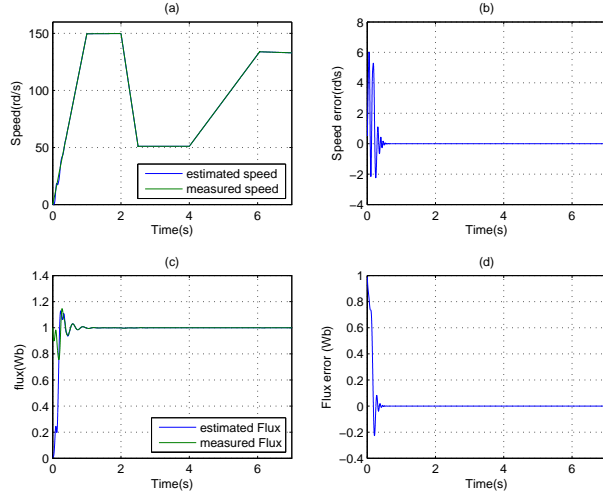 (a)
Speed(rd/s)
150
100
50
0
estimated speed
measured speed
0 2 4 6
Time(s)
(b)
Speed error(rd\s)
8
6
4
2
0
−2
−4
0 2 4 6
Time(s)
(c)
flux(Wb)
1.4
1.2
1
0.8
0.6
0.4
0.2
0
estimated Flux
measured Flux
0 2 4 6
Time(s)
(d)
Flux error (Wb)
1
0.8
0.6
0.4
0.2
0
−0.2
−0.4
0 2 4 6
Time(s)